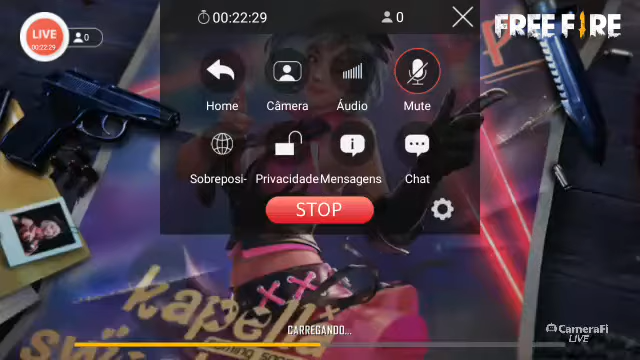 LIVE
00:22:29
0
00:22:29
0
FREE FIRE
Home
Câmera
Áudio
Mute
Sobreposi-
Privacidade
Mensagens
Chat
STOP
kapella
CARREGANDO...
CameraFi
LIVE